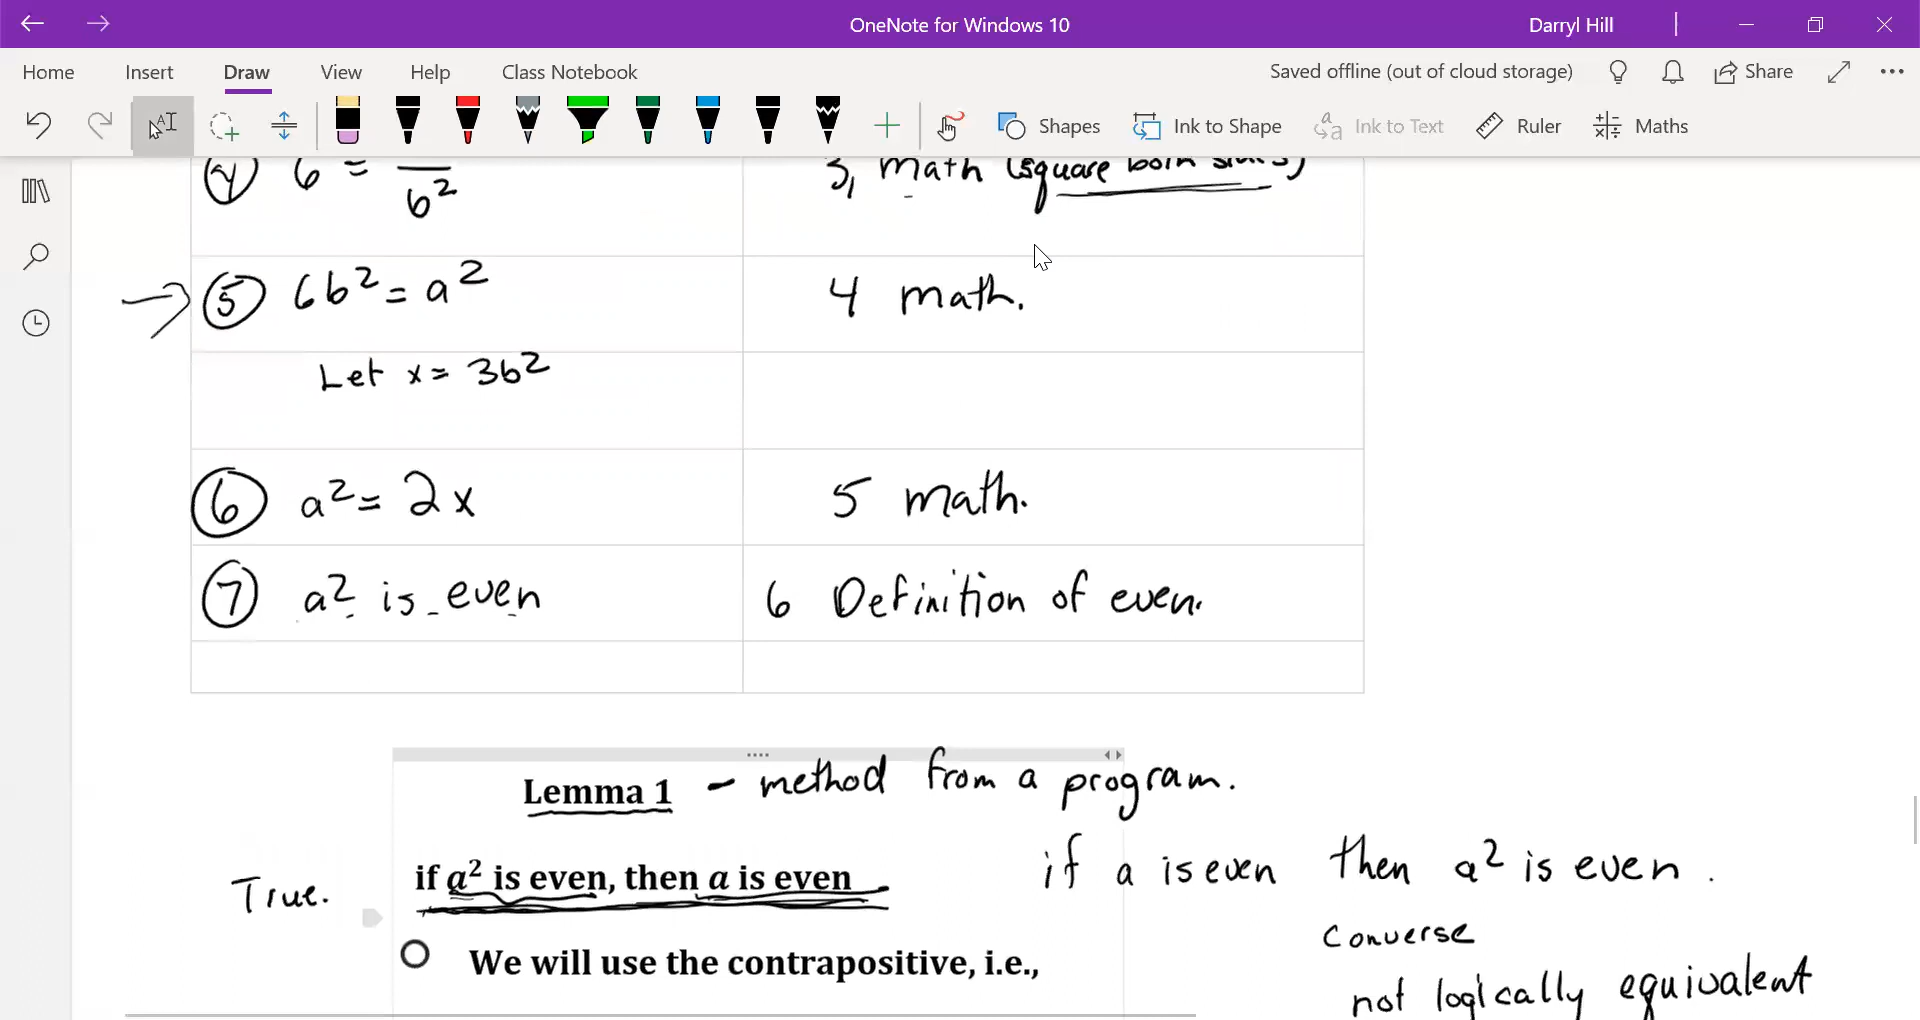 OneNote for Windows 10
Darryl Hill
Home Insert Draw View Help Class Notebook
Saved offline (out of cloud storage)
Share
Shapes Ink to Shape Ink to Text Ruler Maths
④ 6 = b² 3, math (square both sides)
⑤ 6b² = a² 4 math.
Let x = 3b²
⑥ a² = 2x 5 math.
⑦ a² is even 6 Definition of even.
Lemma 1 - method from a program.
True. if a² is even, then a is even
if a is even then a² is even.
converse
We will use the contrapositive, i.e.,
not logically equivalent